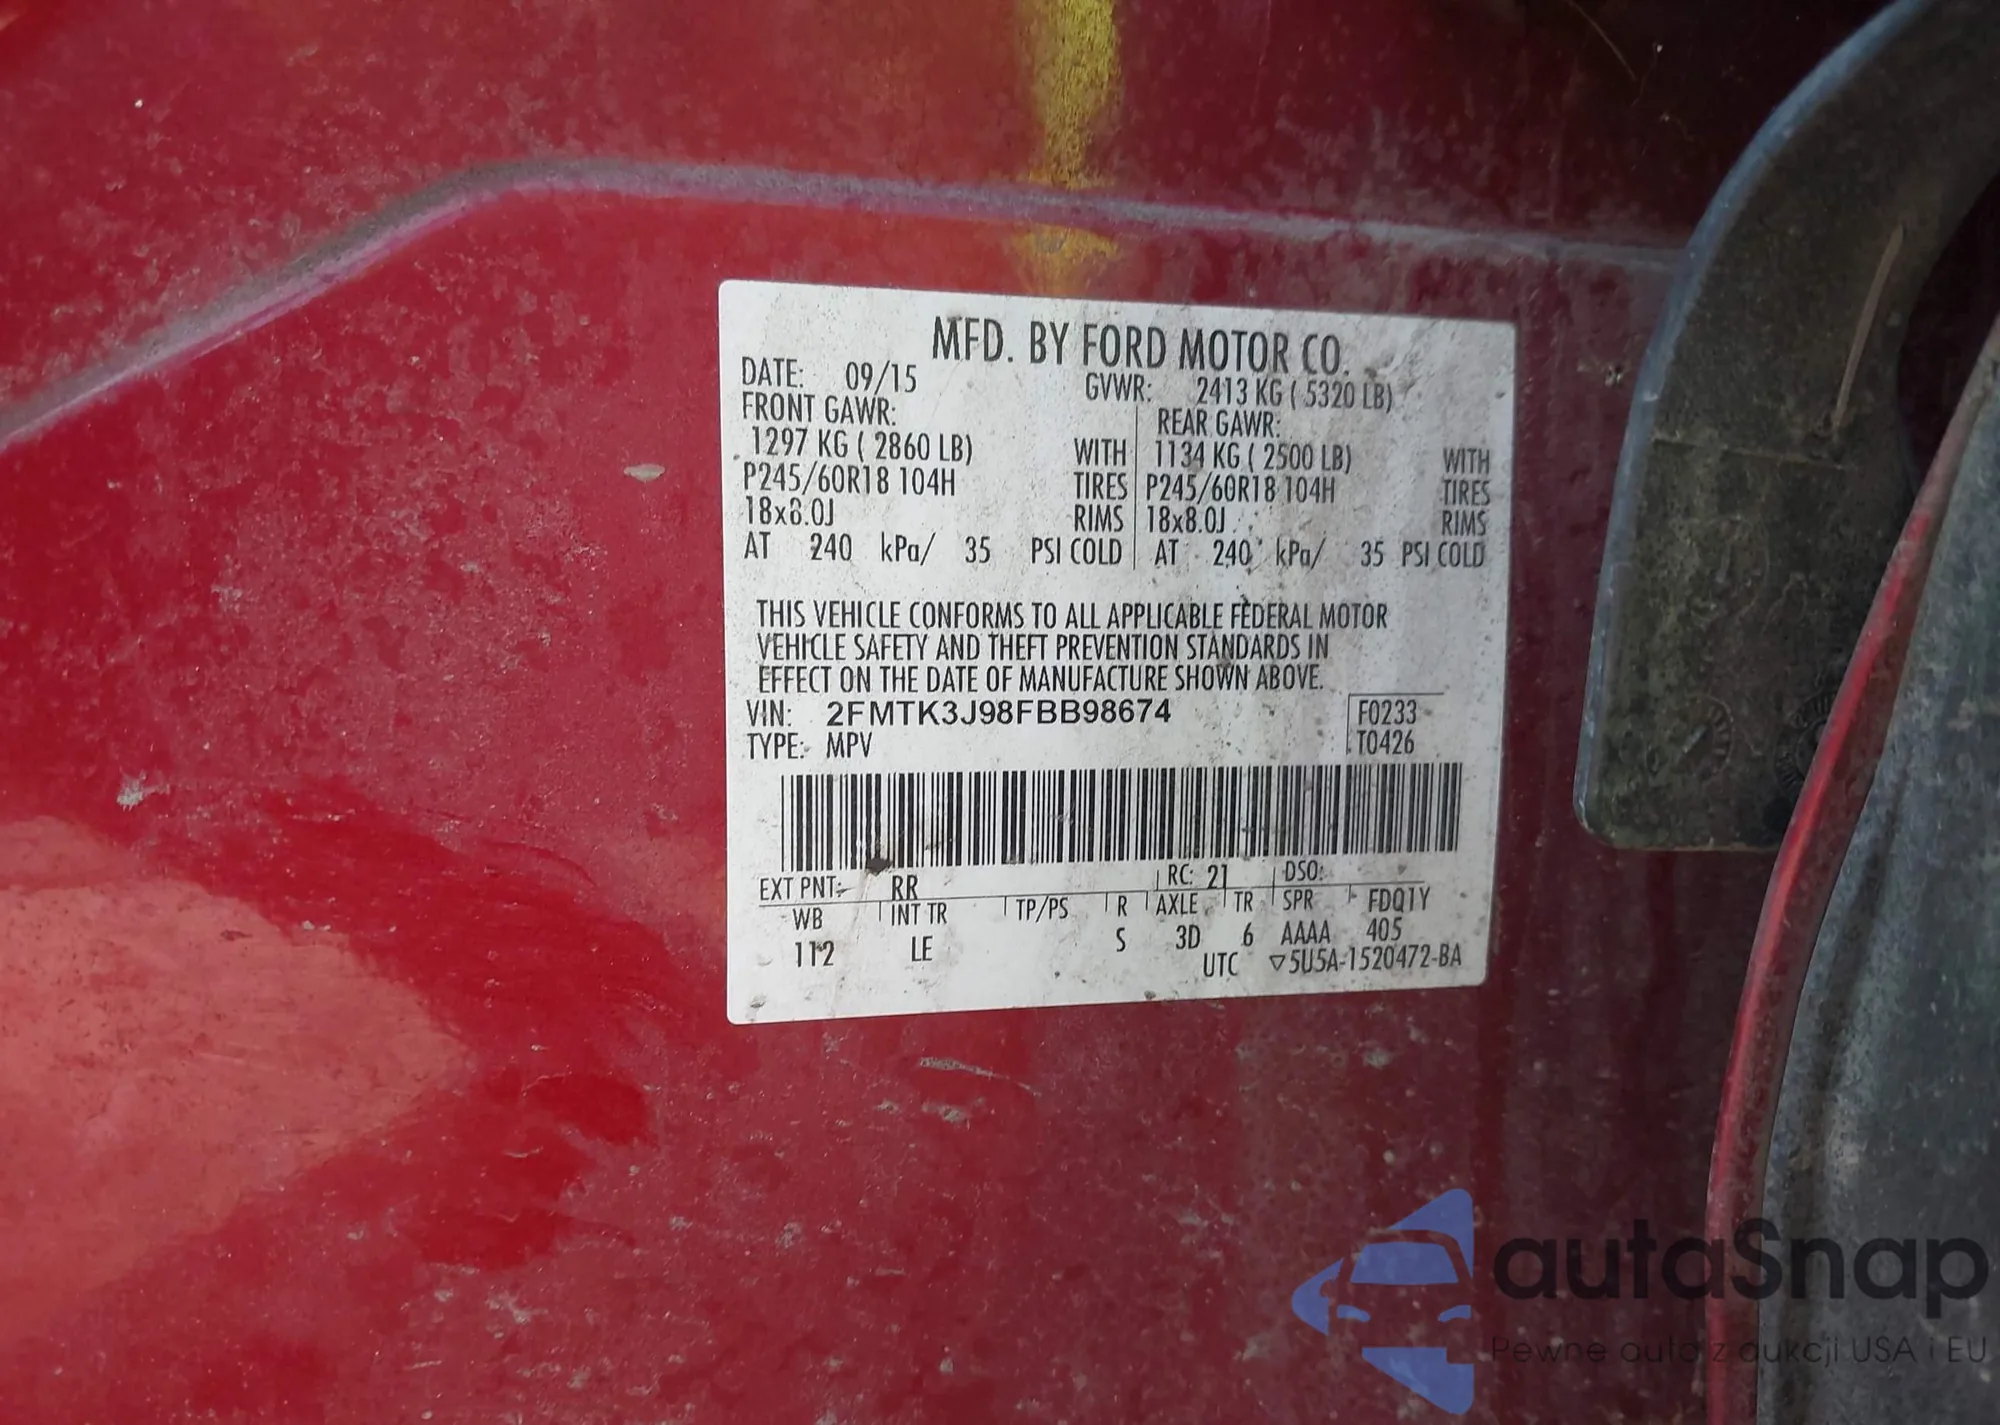 MFD. BY FORD MOTOR CO.
DATE: 09/15 GVWR: 2413 KG ( 5320 LB)
FRONT GAWR: REAR GAWR:
1297 KG ( 2860 LB) WITH 1134 KG ( 2500 LB) WITH
P245/60R18 104H TIRES P245/60R18 104H TIRES
18x8.0J RIMS 18x8.0J RIMS
AT 240 kPa/ 35 PSI COLD AT 240 kPa/ 35 PSI COLD
THIS VEHICLE CONFORMS TO ALL APPLICABLE FEDERAL MOTOR
VEHICLE SAFETY AND THEFT PREVENTION STANDARDS IN
EFFECT ON THE DATE OF MANUFACTURE SHOWN ABOVE.
VIN: 2FMTK3J98FBB98674 F0233
TYPE: MPV T0426
EXT PNT: RR RC: 21 DSO:
WB INT TR TP/PS R AXLE TR SPR FDQ1Y
112 LE S 3D 6 AAAA 405
UTC ▽5U5A-1520472-BA
autaSnap
Pewne auta z aukcji USA i EU